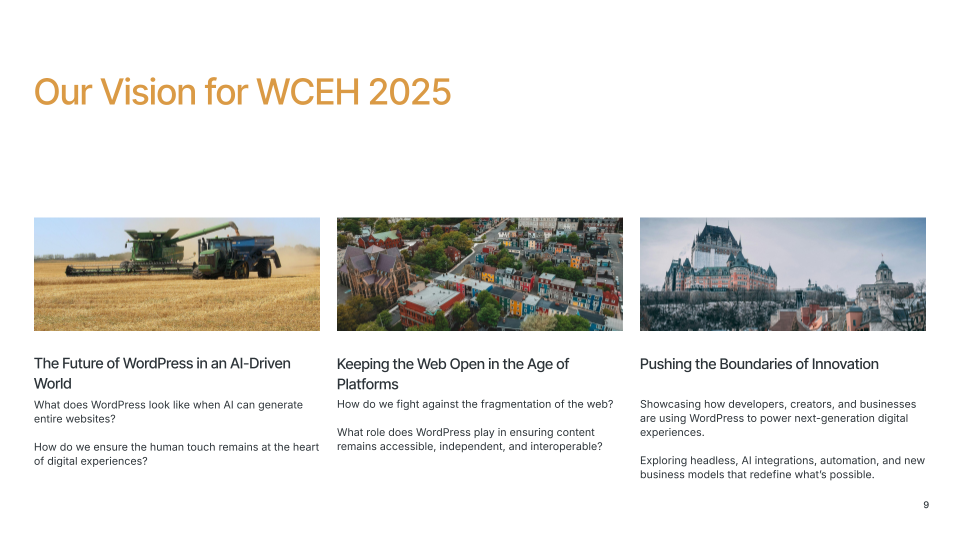 Our Vision for WCEH 2025
The Future of WordPress in an AI-Driven
World
What does WordPress look like when AI can generate
entire websites?
How do we ensure the human touch remains at the heart
of digital experiences?
Keeping the Web Open in the Age of
Platforms
How do we fight against the fragmentation of the web?
What role does WordPress play in ensuring content
remains accessible, independent, and interoperable?
Pushing the Boundaries of Innovation
Showcasing how developers, creators, and businesses
are using WordPress to power next-generation digital
experiences.
Exploring headless, AI integrations, automation, and new
business models that redefine what's possible.
9